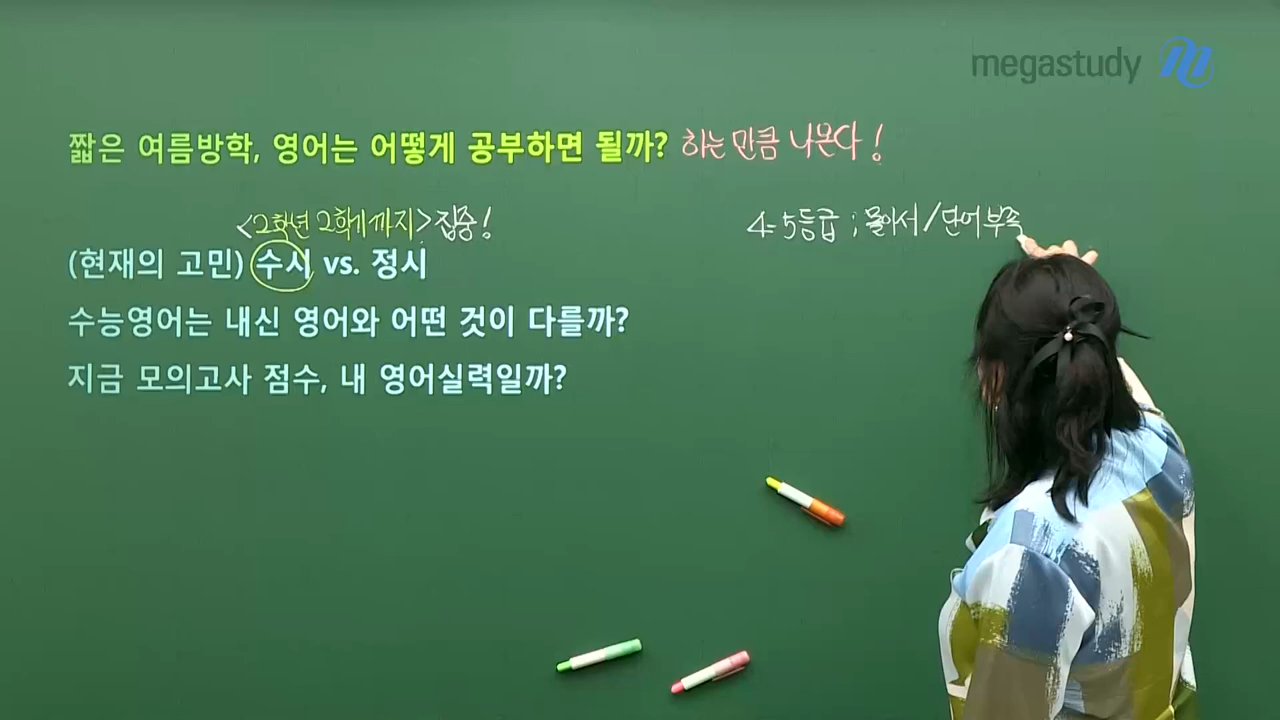 megastudy
짧은 여름방학, 영어는 어떻게 공부하면 될까? 하는 만큼 나온다!
<2학년 2학기까지> 집중!
4=5등급 ; 몰아서/단어 부족
(현재의 고민) 수시 vs. 정시
수능영어는 내신 영어와 어떤 것이 다를까?
지금 모의고사 점수, 내 영어실력일까?